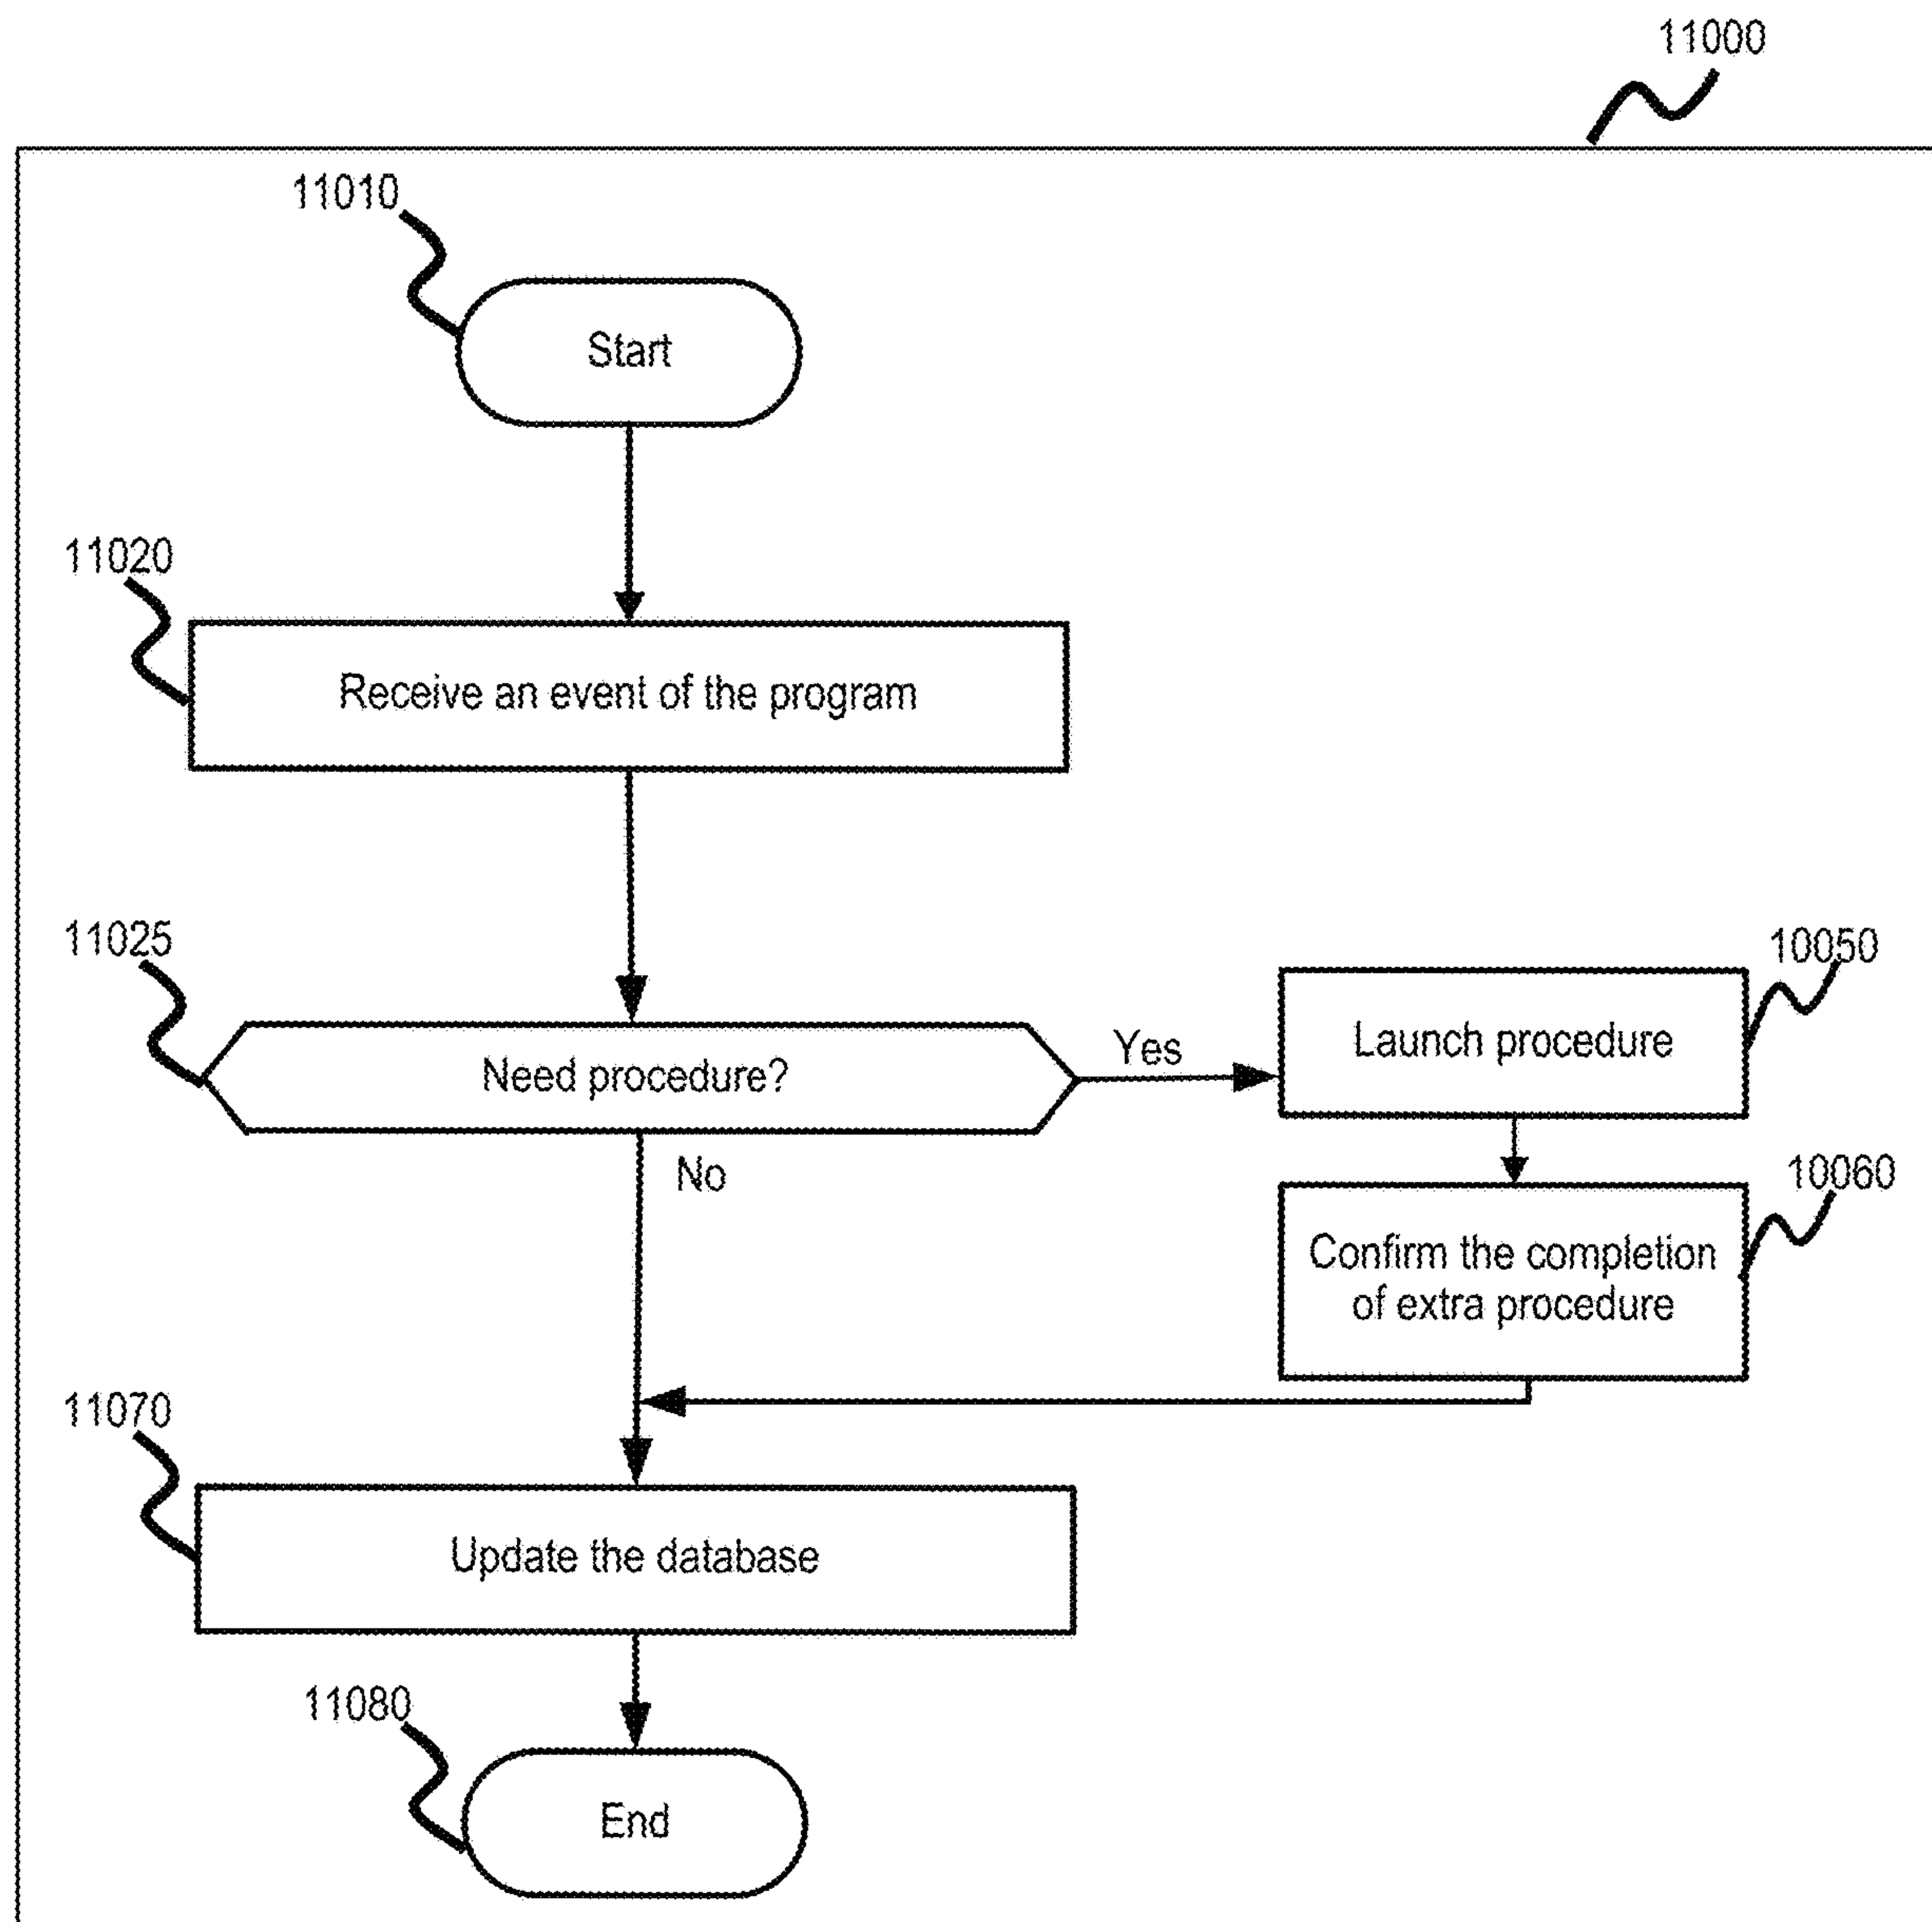 11000
11010
Start
11020
Receive an event of the program
11025
Need procedure?
Yes
10050
Launch procedure
No
10060
Confirm the completion
of extra procedure
11070
Update the database
11080
End